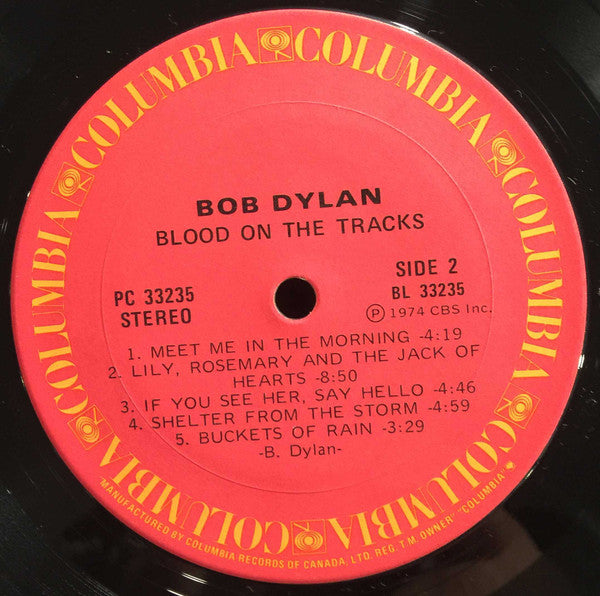 COLUMBIA COLUMBIA COLUMBIA COLUMBIA COLUMBIA COLUMBIA
BOB DYLAN
BLOOD ON THE TRACKS
PC 33235
STEREO
SIDE 2
BL 33235
Ⓟ 1974 CBS Inc.
1. MEET ME IN THE MORNING -4:19
2. LILY, ROSEMARY AND THE JACK OF
HEARTS -8:50
3. IF YOU SEE HER, SAY HELLO -4:46
4. SHELTER FROM THE STORM -4:59
5. BUCKETS OF RAIN -3:29
-B. Dylan-
"MANUFACTURED BY COLUMBIA RECORDS OF CANADA, LTD. REG. T.M. OWNER" "COLUMBIA"